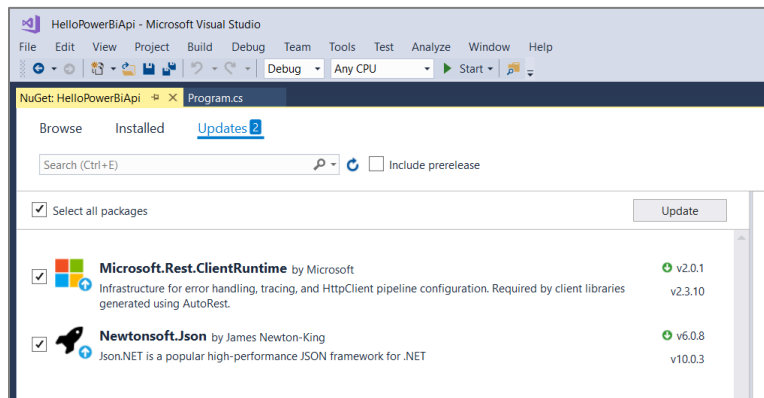 HelloPowerBiApi - Microsoft Visual Studio
File Edit View Project Build Debug Team Tools Test Analyze Window Help
Debug Any CPU Start
NuGet: HelloPowerBiApi Program.cs
Browse Installed Updates 2
Search (Ctrl+E) Include prerelease
Select all packages Update
Microsoft.Rest.ClientRuntime by Microsoft v2.0.1
Infrastructure for error handling, tracing, and HttpClient pipeline configuration. Required by client libraries v2.3.10
generated using AutoRest.
Newtonsoft.Json by James Newton-King v6.0.8
Json.NET is a popular high-performance JSON framework for .NET v10.0.3